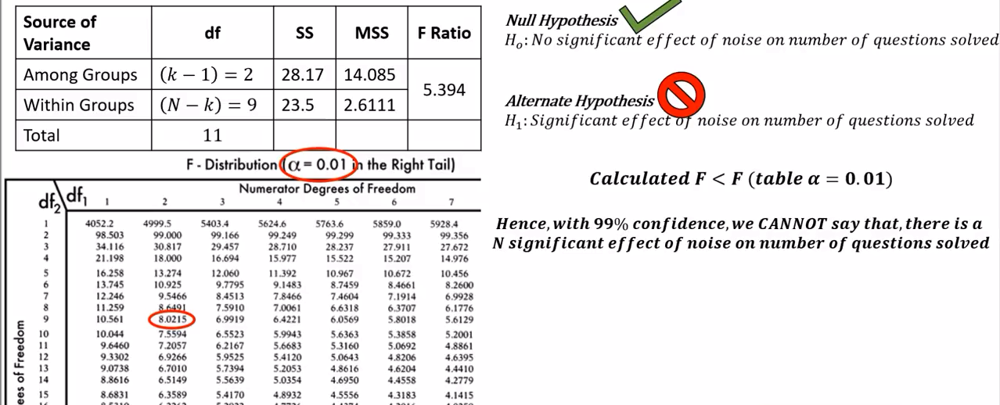 Source of Variance df SS MSS F Ratio
Among Groups (k − 1) = 2 28.17 14.085 5.394
Within Groups (N − k) = 9 23.5 2.6111
Total 11
F - Distribution (α = 0.01 in the Right Tail)
Numerator Degrees of Freedom
df₂ df₁ 1 2 3 4 5 6 7
1 4052.2 4999.5 5403.4 5624.6 5763.6 5859.0 5928.4
2 98.503 99.000 99.166 99.249 99.299 99.333 99.356
3 34.116 30.817 29.457 28.710 28.237 27.911 27.672
4 21.198 18.000 16.694 15.977 15.522 15.207 14.976
5 16.258 13.274 12.060 11.392 10.967 10.672 10.456
6 13.745 10.925 9.7795 9.1483 8.7459 8.4661 8.2600
7 12.246 9.5466 8.4513 7.8466 7.4604 7.1914 6.9928
8 11.259 8.6491 7.5910 7.0061 6.6318 6.3707 6.1776
9 10.561 8.0215 6.9919 6.4221 6.0569 5.8018 5.6129
10 10.044 7.5594 6.5523 5.9943 5.6363 5.3858 5.2001
11 9.6460 7.2057 6.2167 5.6683 5.3160 5.0692 4.8861
12 9.3302 6.9266 5.9525 5.4120 5.0643 4.8206 4.6395
13 9.0738 6.7010 5.7394 5.2053 4.8616 4.6204 4.4410
14 8.8616 6.5149 5.5639 5.0354 4.6950 4.4558 4.2779
15 8.6831 6.3589 5.4170 4.8932 4.5556 4.3183 4.1415
ees of Freedom
Null Hypothesis
Hₒ: No significant effect of noise on number of questions solved
Alternate Hypothesis
H₁: Significant effect of noise on number of questions solved
Calculated F < F (table α = 0.01)
Hence, with 99% confidence, we CANNOT say that, there is a
N significant effect of noise on number of questions solved